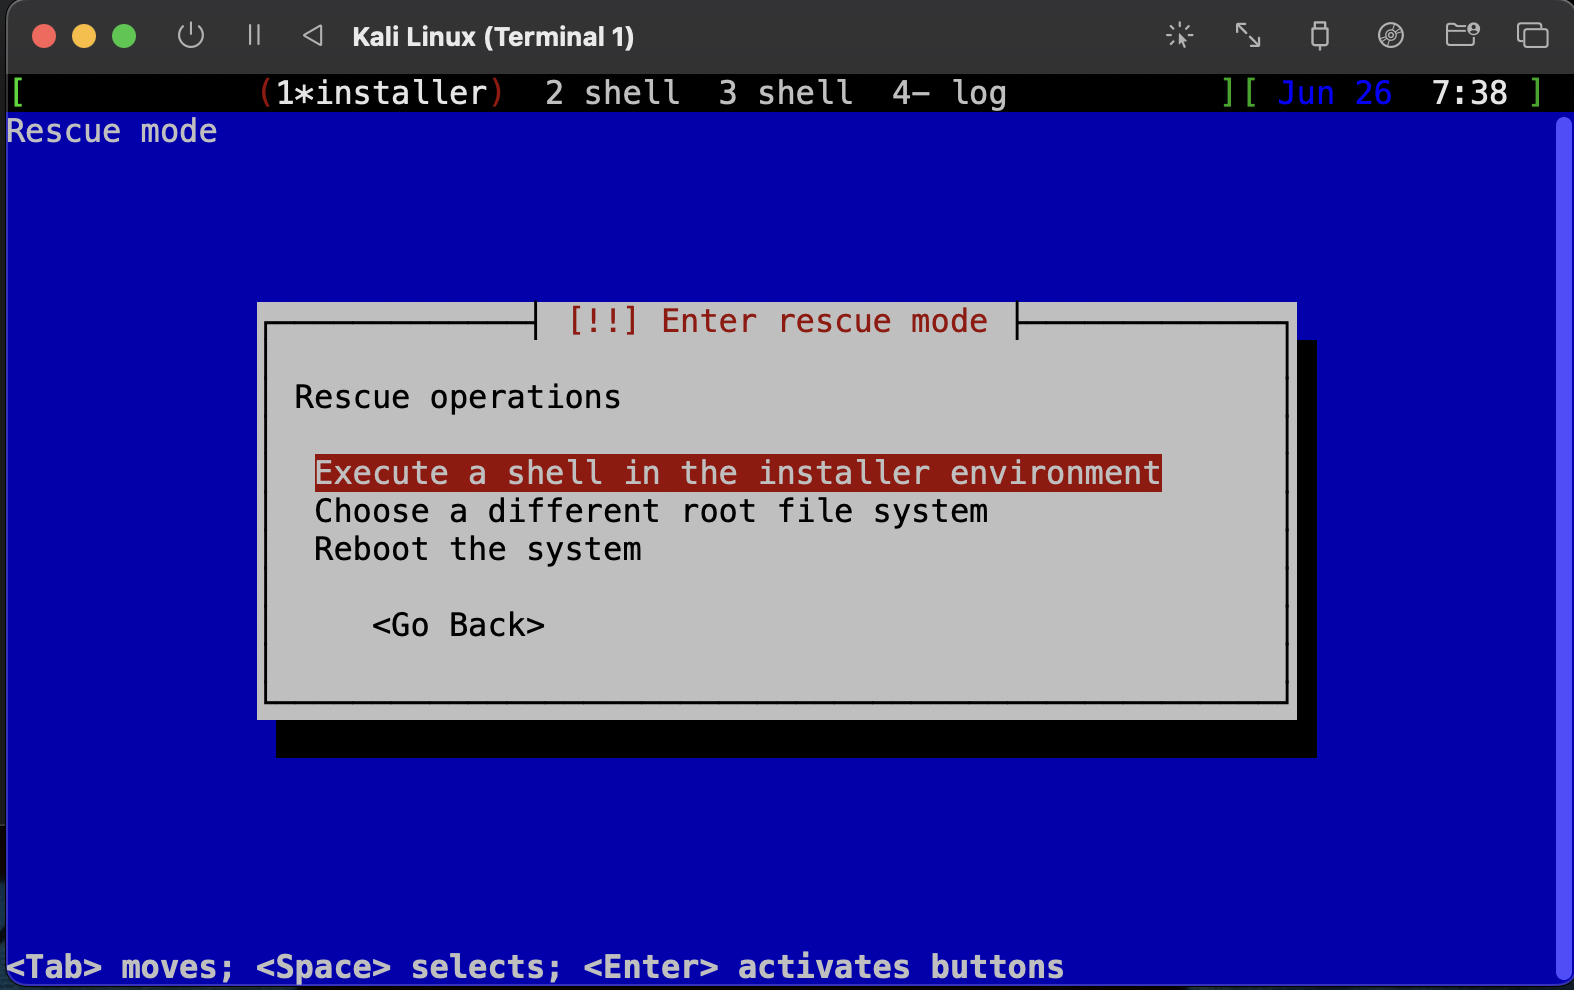 Kali Linux (Terminal 1)
[ (1*installer) 2 shell 3 shell 4- log ][ Jun 26 7:38 ]
Rescue mode
[!!] Enter rescue mode
Rescue operations
Execute a shell in the installer environment
Choose a different root file system
Reboot the system
<Go Back>
<Tab> moves; <Space> selects; <Enter> activates buttons